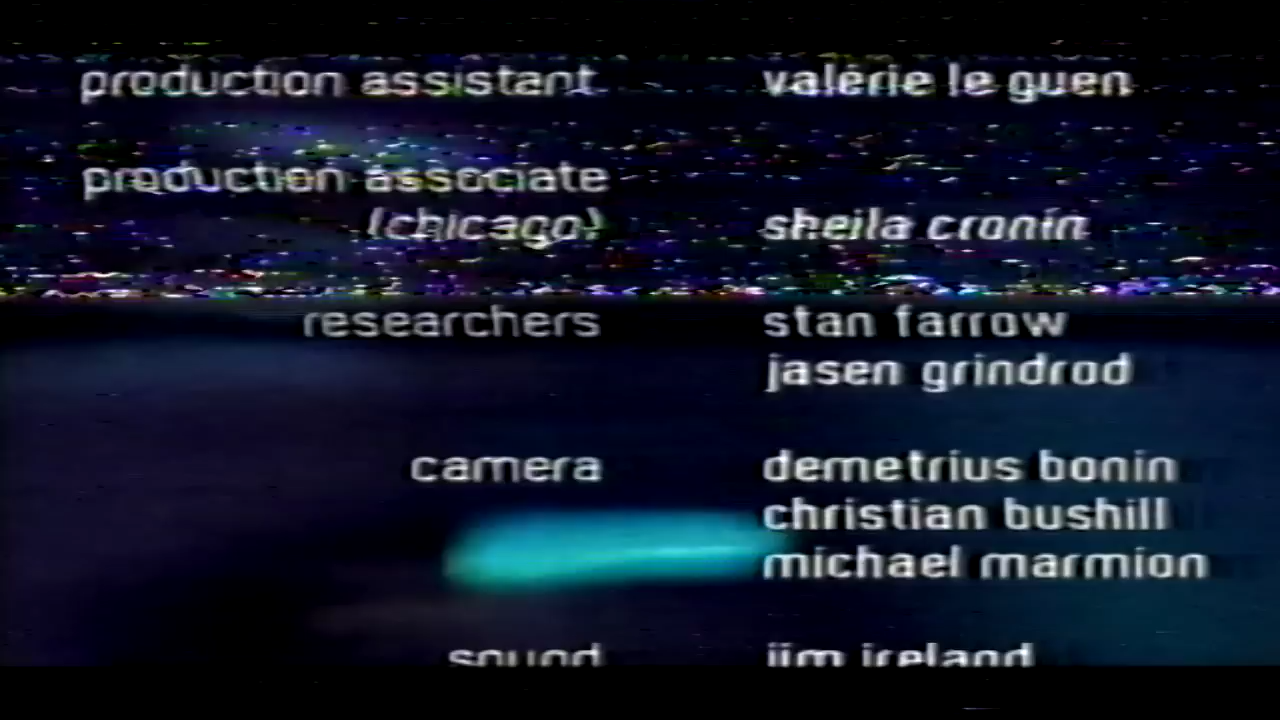 production assistant valérie le guen
production associate
(chicago) sheila cronin
researchers stan farrow
jasen grindrod
camera demetrius bonin
christian bushill
michael marmion
sound jim ireland